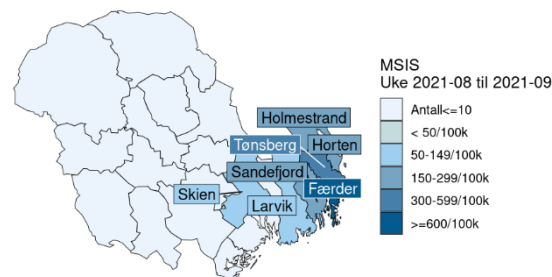 MSIS
Uke 2021-08 til 2021-09
Antall<=10
< 50/100k
50-149/100k
150-299/100k
300-599/100k
>=600/100k
Holmestrand
Tønsberg
Horten
Sandefjord
Færder
Skien
Larvik